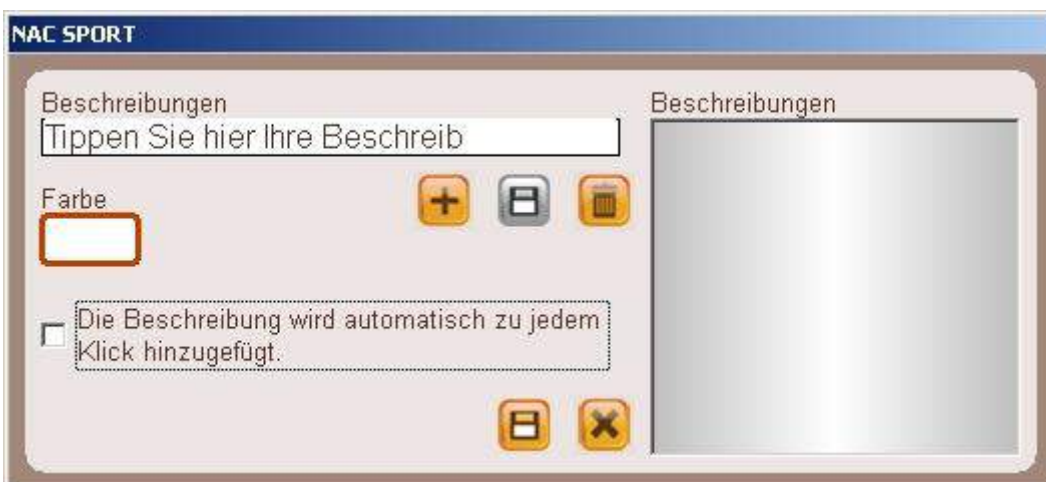 NAC SPORT
Beschreibungen
Tippen Sie hier Ihre Beschreib
Farbe
Die Beschreibung wird automatisch zu jedem
Klick hinzugefügt.
Beschreibungen